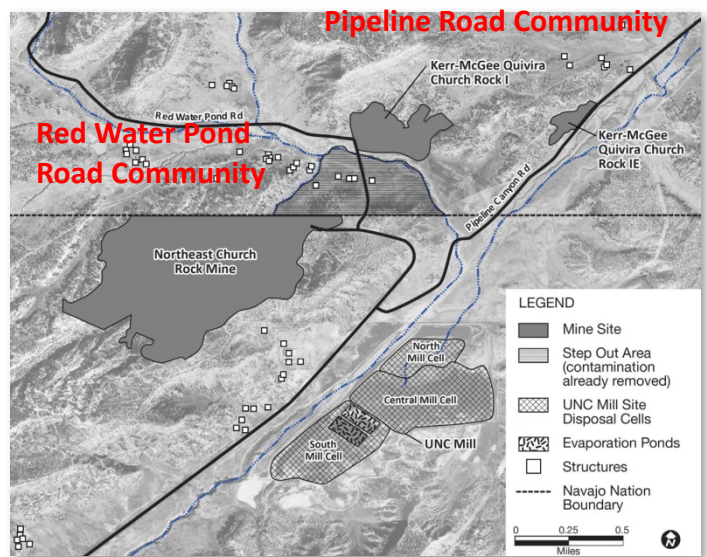 Pipeline Road Community
Kerr-McGee Quivira
Church Rock I
Red Water Pond Rd
Red Water Pond
Road Community
Kerr-McGee
Quivira Church
Rock IE
Pipeline Canyon Rd
Northeast Church
Rock Mine
North
Mill Cell
Central Mill Cell
South
Mill Cell
UNC Mill
LEGEND
Mine Site
Step Out Area
(contamination
already removed)
UNC Mill Site
Disposal Cells
Evaporation Ponds
Structures
Navajo Nation
Boundary
0 0.25 0.5
Miles
N